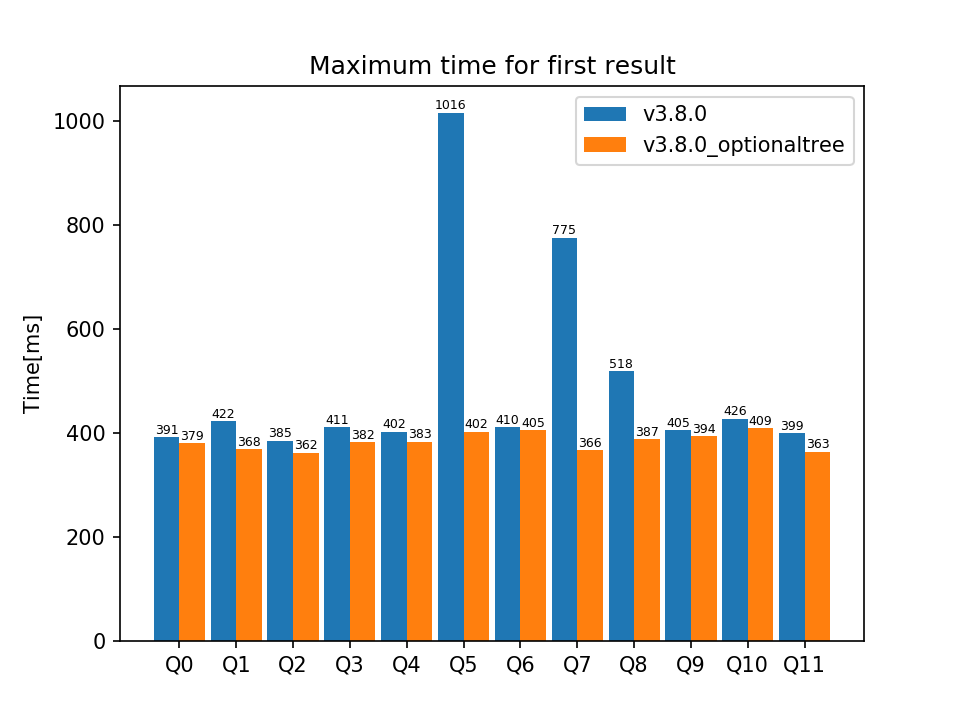 Maximum time for first result
v3.8.0
v3.8.0_optionaltree
Time[ms]
1000
800
600
400
200
0
391 379 422 368 385 362 411 382 402 383 1016 402 410 405 775 366 518 387 405 394 426 409 399 363
Q0 Q1 Q2 Q3 Q4 Q5 Q6 Q7 Q8 Q9 Q10 Q11